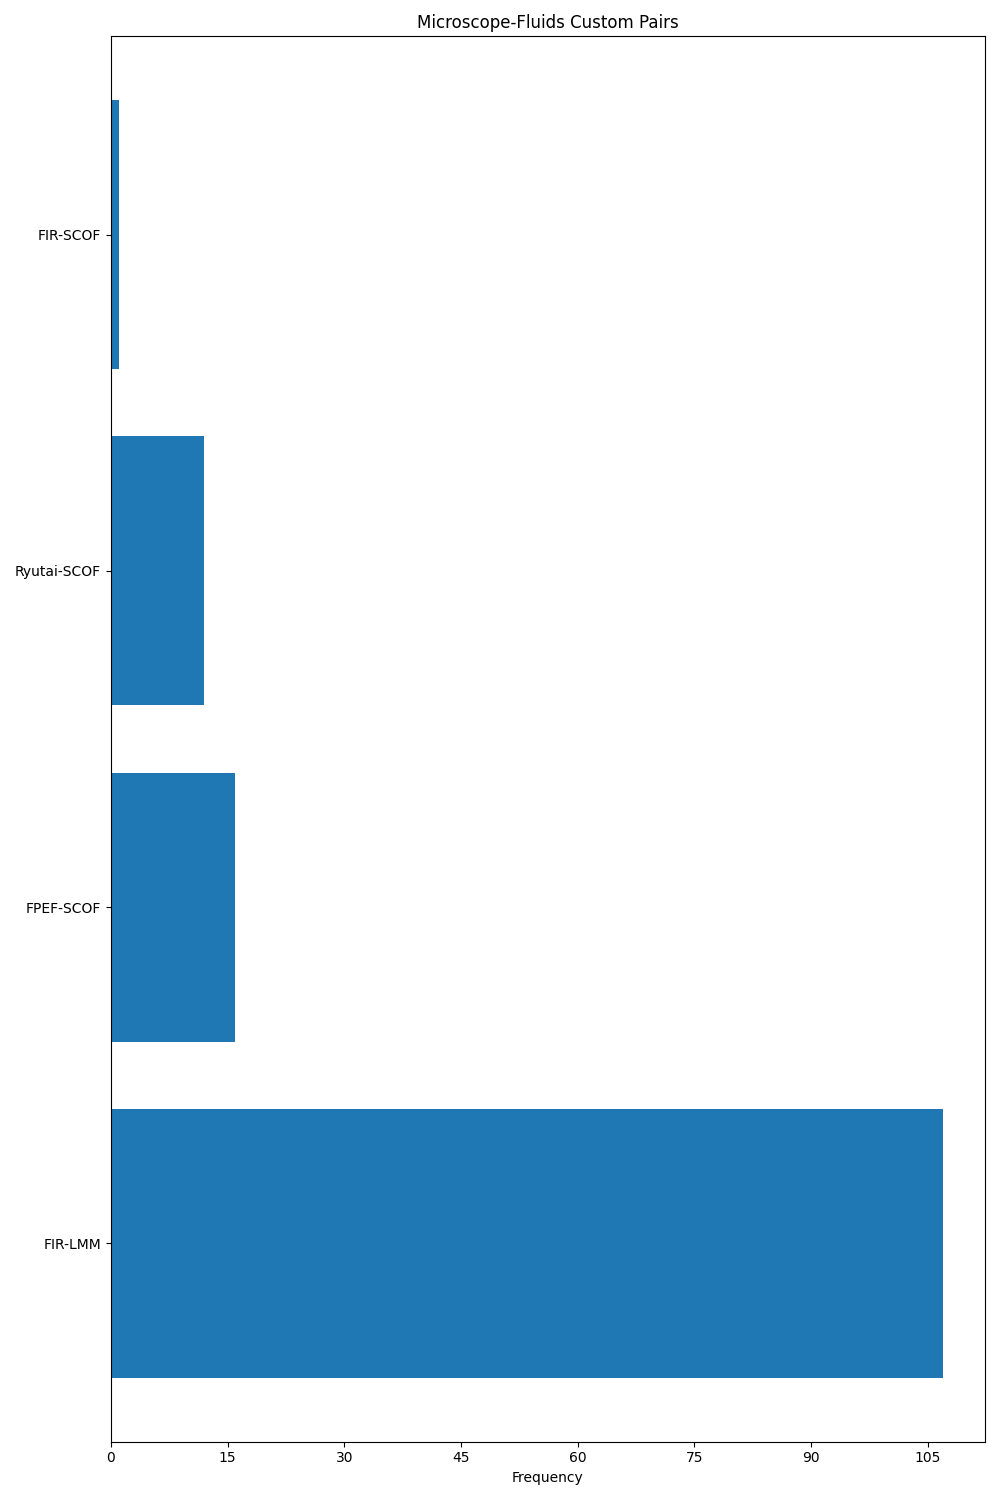 Microscope-Fluids Custom Pairs
FIR-SCOF
Ryutai-SCOF
FPEF-SCOF
FIR-LMM
0 15 30 45 60 75 90 105
Frequency